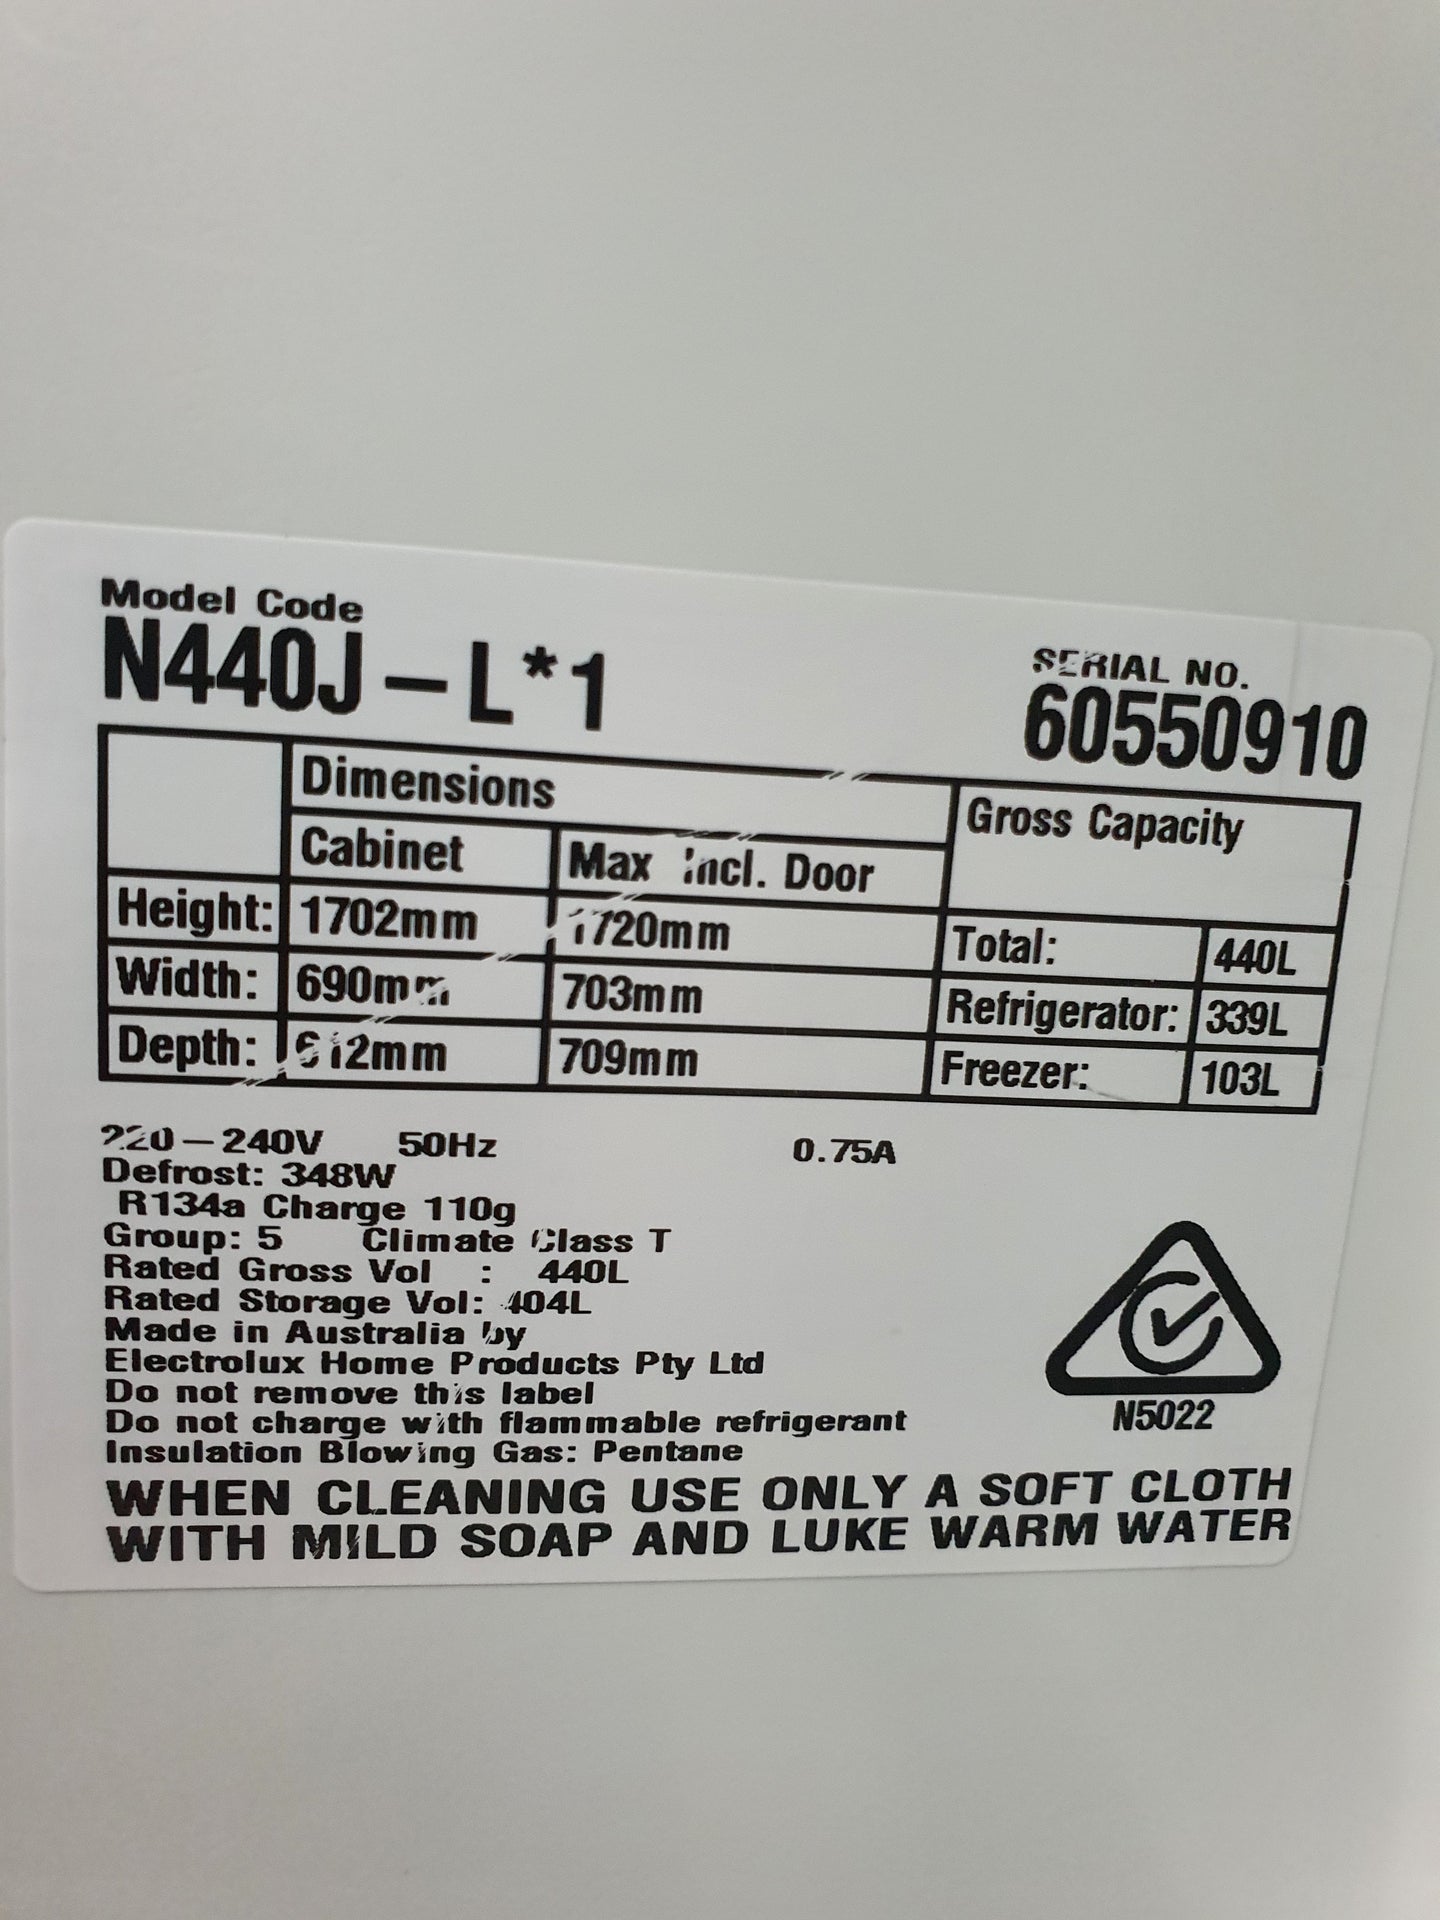 Model Code
N440J-L*1
SERIAL NO.
60550910
Dimensions
Gross Capacity
Cabinet Max incl. Door
Height: 1702mm 1720mm Total: 440L
Width: 690mm 703mm Refrigerator: 339L
Depth: 612mm 709mm Freezer: 103L
220-240V 50Hz 0.75A
Defrost: 348W
R134a Charge 110g
Group: 5 Climate Class T
Rated Gross Vol : 440L
Rated Storage Vol: 404L
Made in Australia by
Electrolux Home Products Pty Ltd
Do not remove this label
Do not charge with flammable refrigerant
Insulation Blowing Gas: Pentane
N5022
WHEN CLEANING USE ONLY A SOFT CLOTH
WITH MILD SOAP AND LUKE WARM WATER